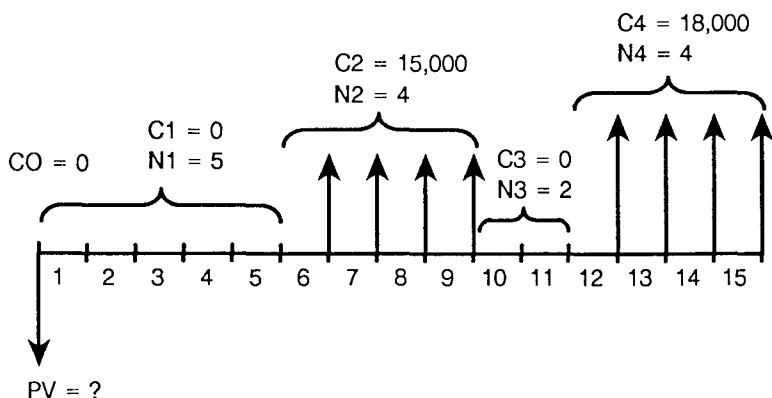 C4 = 18,000
N4 = 4
C2 = 15,000
N2 = 4
C1 = 0
N1 = 5
C3 = 0
N3 = 2
CO = 0
1 2 3 4 5 6 7 8 9 10 11 12 13 14 15
PV = ?